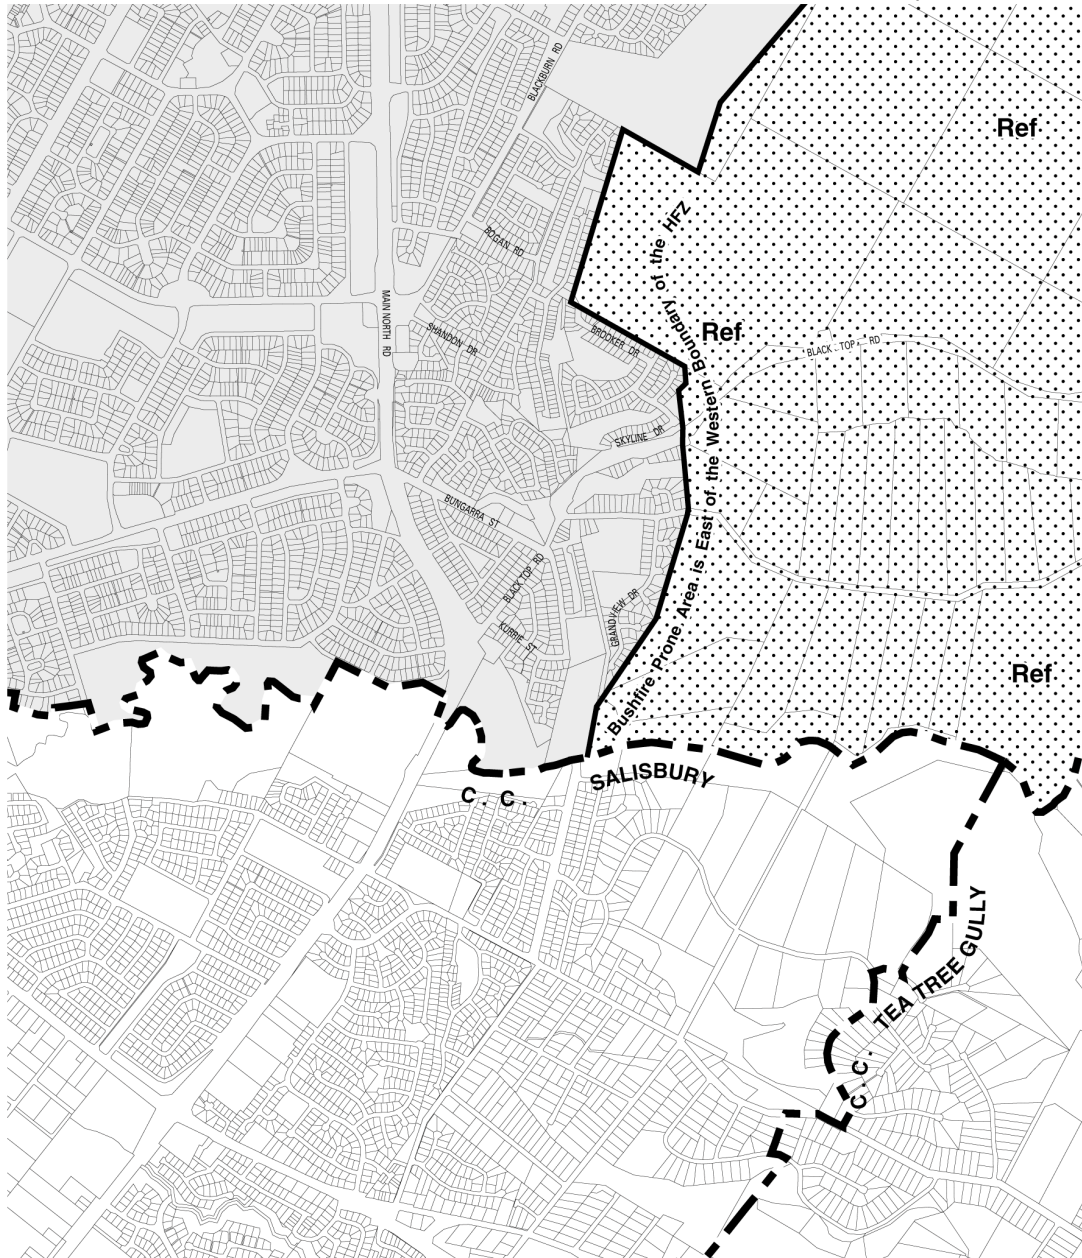 BLACKBURN RD
Ref
BOGAN RD
MAIN NORTH RD
SHANDON DR
BROOKER DR
Ref
BLACK TOP RD
SKYLINE DR
BUNGARRA ST
BLACK TOP RD
GRANDVIEW DR
KURRIE ST
Bushfire Prone Area is East of the Western Boundary of the HFZ
Ref
C. C. SALISBURY
C. C. TEA TREE GULLY